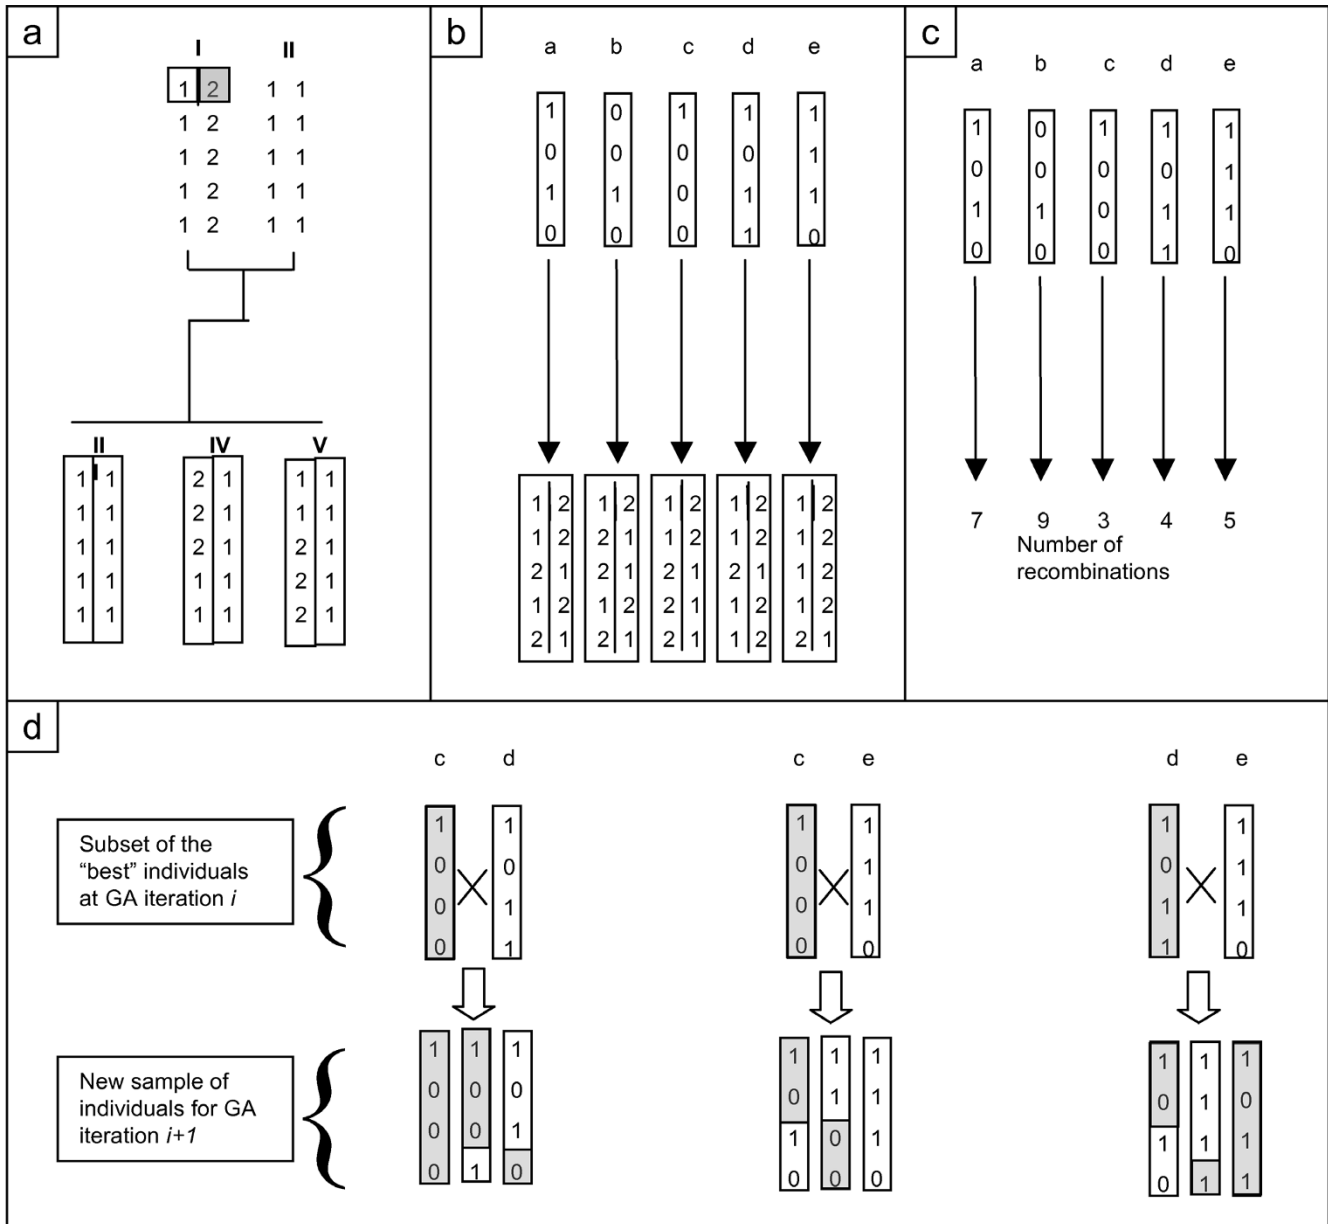 a
I II
1 2 1 1
1 2 1 1
1 2 1 1
1 2 1 1
1 2 1 1
II IV V
I
1 1 2 1 1 1
1 1 2 1 1 1
1 1 2 1 2 1
1 1 1 1 2 1
1 1 1 1 2 1
b
a b c d e
1 0 1 1 1
0 0 0 0 1
1 1 0 1 1
0 0 0 1 0
1 2 1 2 1 2 1 2 1 2
1 2 1 2 1 2 1 2 1 2
2 1 2 1 2 1 2 1 1 2
1 2 1 2 2 1 1 2 1 2
2 1 2 1 2 1 1 2 2 1
c
a b c d e
1 0 1 1 1
0 0 0 0 1
1 1 0 1 1
0 0 0 1 0
7 9 3 4 5
Number of
recombinations
d
Subset of the
“best” individuals
at GA iteration i
c d
1 1
0 0
0 1
0 1
c e
1 1
0 1
0 1
0 0
d e
1 1
0 1
1 1
1 0
New sample of
individuals for GA
iteration i+1
1 1 1
0 0 0
0 0 1
0 1 0
1 1 1
0 1 1
1 0 1
0 0 0
1 1 1
0 1 0
1 1 1
0 1 1